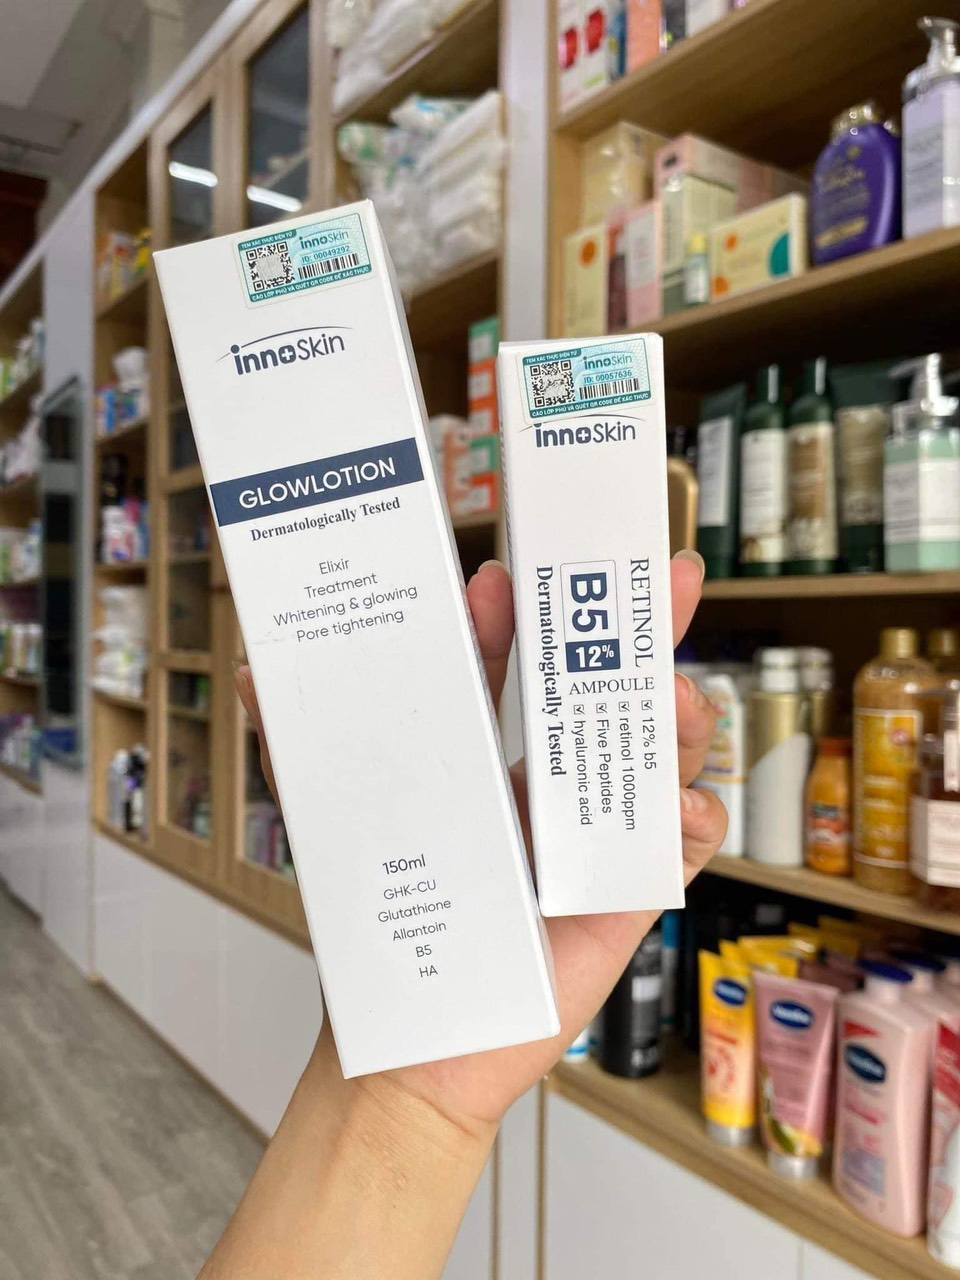 TEM XÁC THỰC ĐIỆN TỬ
innoSkin
ID: 00049292
CÀO LỚP PHỦ VÀ QUÉT QR CODE ĐỂ XÁC THỰC
innoSkin
GLOWLOTION
Dermatologically Tested
Elixir
Treatment
Whitening & glowing
Pore tightening
150ml
GHK-CU
Glutathione
Allantoin
B5
HA
TEM XÁC THỰC ĐIỆN TỬ
innoSkin
ID: 00057636
CÀO LỚP PHỦ VÀ QUÉT QR CODE ĐỂ XÁC THỰC
innoSkin
RETINOL
B5
12%
Dermatologically Tested
AMPOULE
12% b5
retinol 1000ppm
Five Peptides
hyaluronic acid
Vaseline
Vaseline
Vaseline